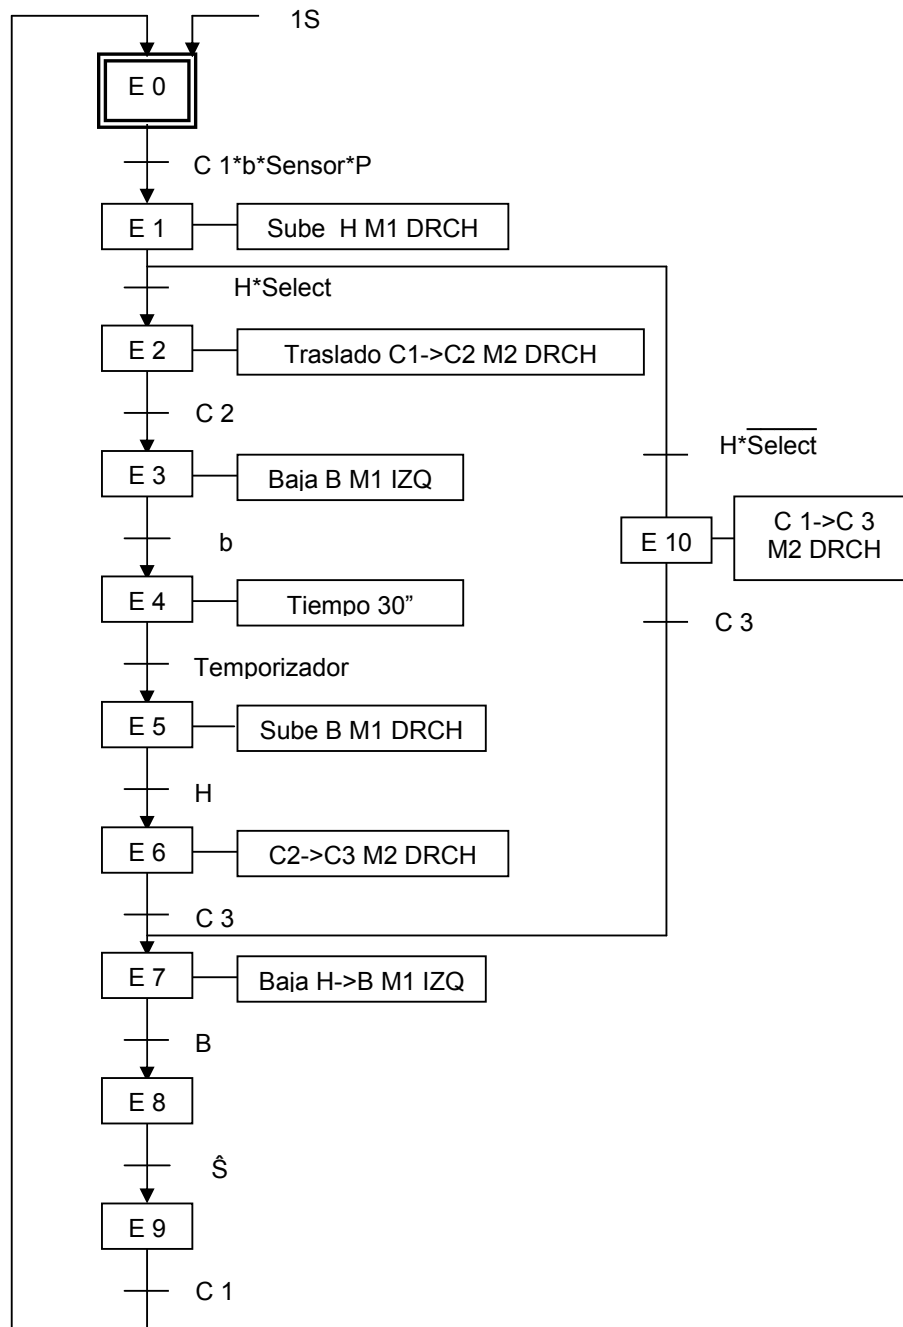 1S
E 0
C 1*b*Sensor*P
E 1
Sube H M1 DRCH
H*Select
E 2
Traslado C1->C2 M2 DRCH
C 2
H*S̅e̅l̅e̅c̅t̅
E 3
Baja B M1 IZQ
C 1->C 3
M2 DRCH
b
E 10
E 4
Tiempo 30”
C 3
Temporizador
E 5
Sube B M1 DRCH
H
E 6
C2->C3 M2 DRCH
C 3
E 7
Baja H->B M1 IZQ
B
E 8
Ŝ
E 9
C 1